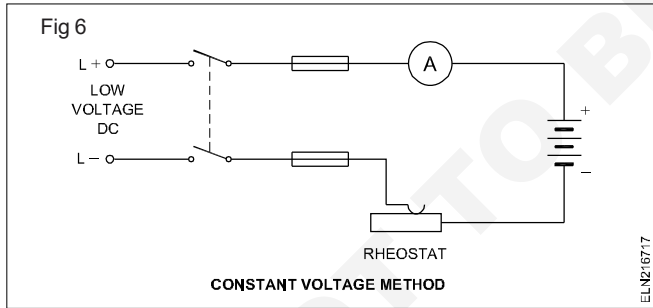 Fig 6
L +
A
LOW
VOLTAGE
DC
+
L –
–
RHEOSTAT
CONSTANT VOLTAGE METHOD
ELN216717